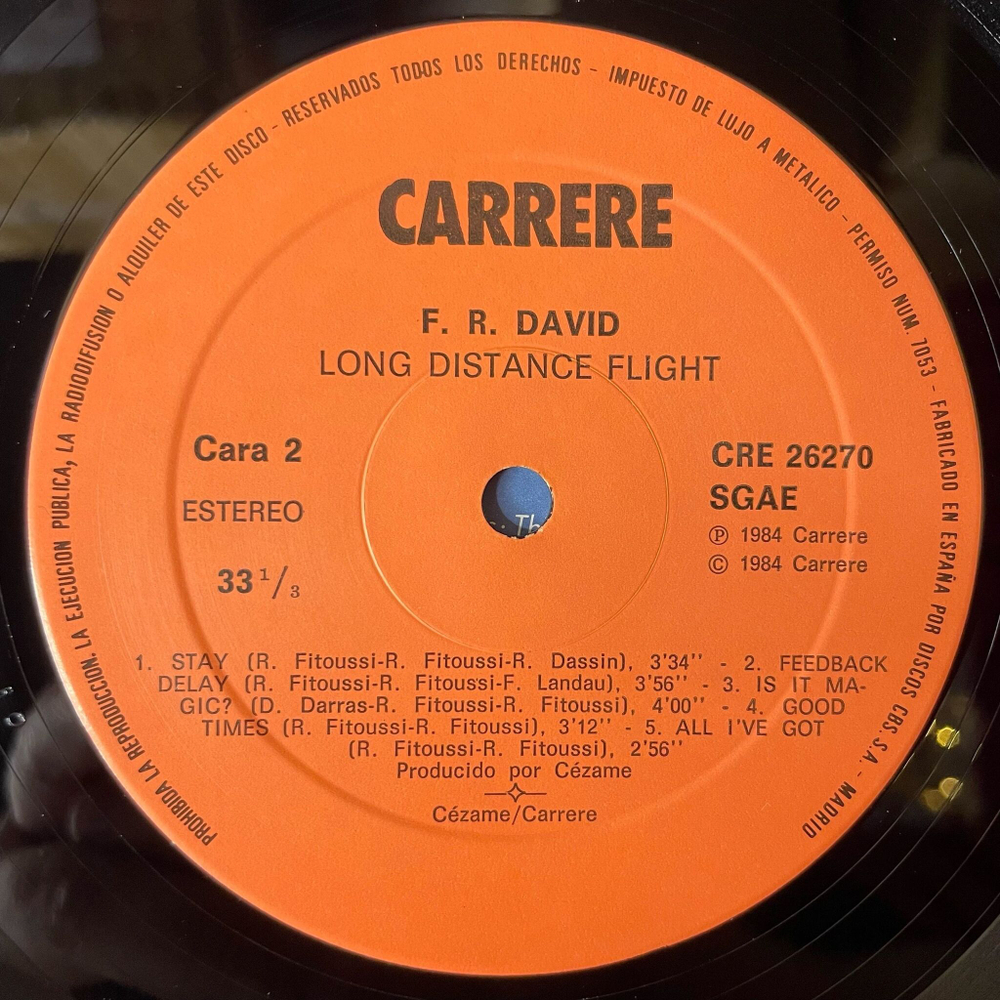 PROHIBIDA LA REPRODUCCION. LA EJECUCION PUBLICA, LA RADIODIFUSION O ALQUILER DE ESTE DISCO - RESERVADOS TODOS LOS DERECHOS - IMPUESTO DE LUJO A METALICO - PERMISO NUM. 7053 - FABRICADO EN ESPAÑA POR DISCOS CBS. S.A. - MADRID
CARRERE
F. R. DAVID
LONG DISTANCE FLIGHT
Cara 2
ESTEREO
33 1/3
CRE 26270
SGAE
Ⓟ 1984 Carrere
© 1984 Carrere
1. STAY (R. Fitoussi-R. Fitoussi-R. Dassin), 3'34'' - 2. FEEDBACK
DELAY (R. Fitoussi-R. Fitoussi-F. Landau), 3'56'' - 3. IS IT MA-
GIC? (D. Darras-R. Fitoussi-R. Fitoussi), 4'00'' - 4. GOOD
TIMES (R. Fitoussi-R. Fitoussi), 3'12'' - 5. ALL I'VE GOT
(R. Fitoussi-R. Fitoussi), 2'56''
Producido por Cézame
Cézame/Carrere